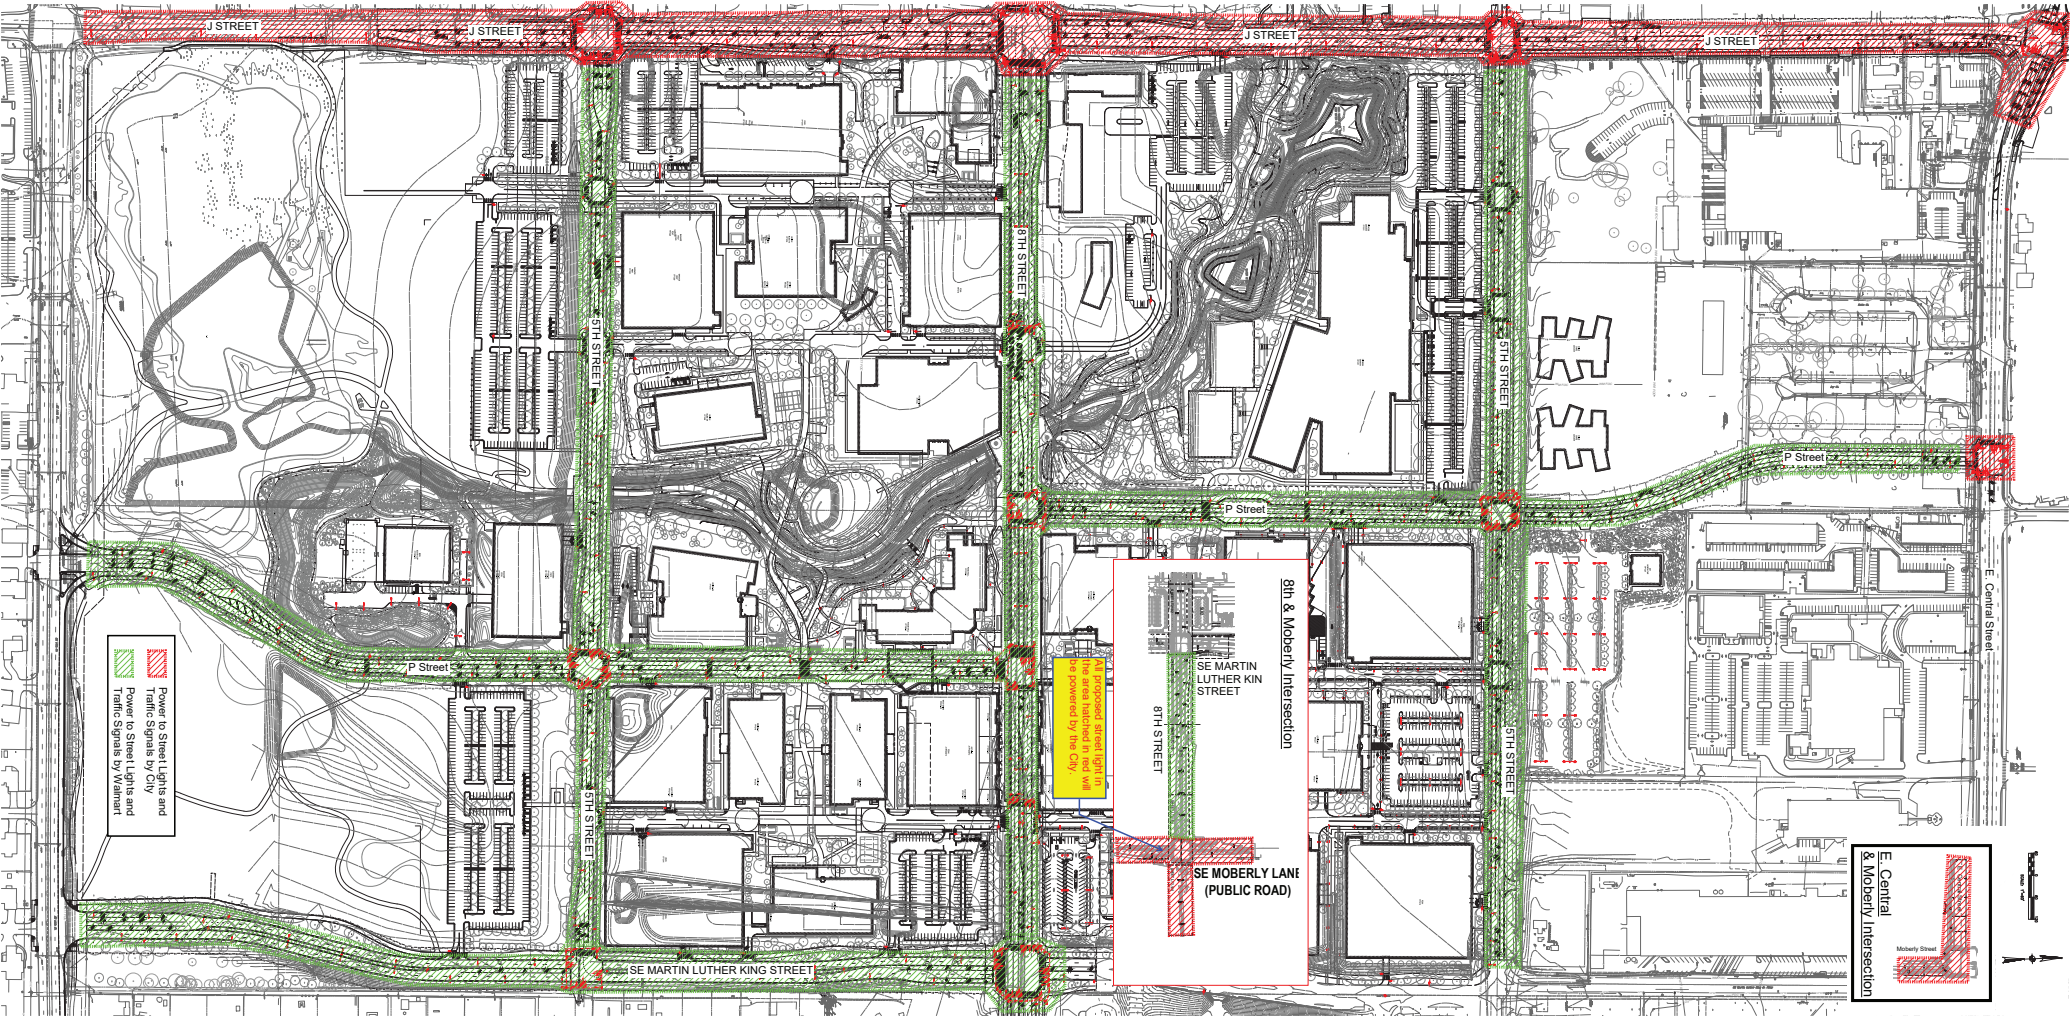 J STREET
J STREET
J STREET
J STREET
8TH STREET
5TH STREET
5TH STREET
P Street
P Street
E. Central Street
P Street
8th & Moberly Intersection
SE MARTIN
LUTHER KIN
STREET
8TH STREET
All proposed street light in
the area hatched in red will
be powered by the City.
Power to Street Lights and
Traffic Signals by City
Power to Street Lights and
Traffic Signals by Walmart
5TH STREET
5TH STREET
SE MOBERLY LANE
(PUBLIC ROAD)
SE MARTIN LUTHER KING STREET
E. Central
& Moberly Intersection
Moberly Street